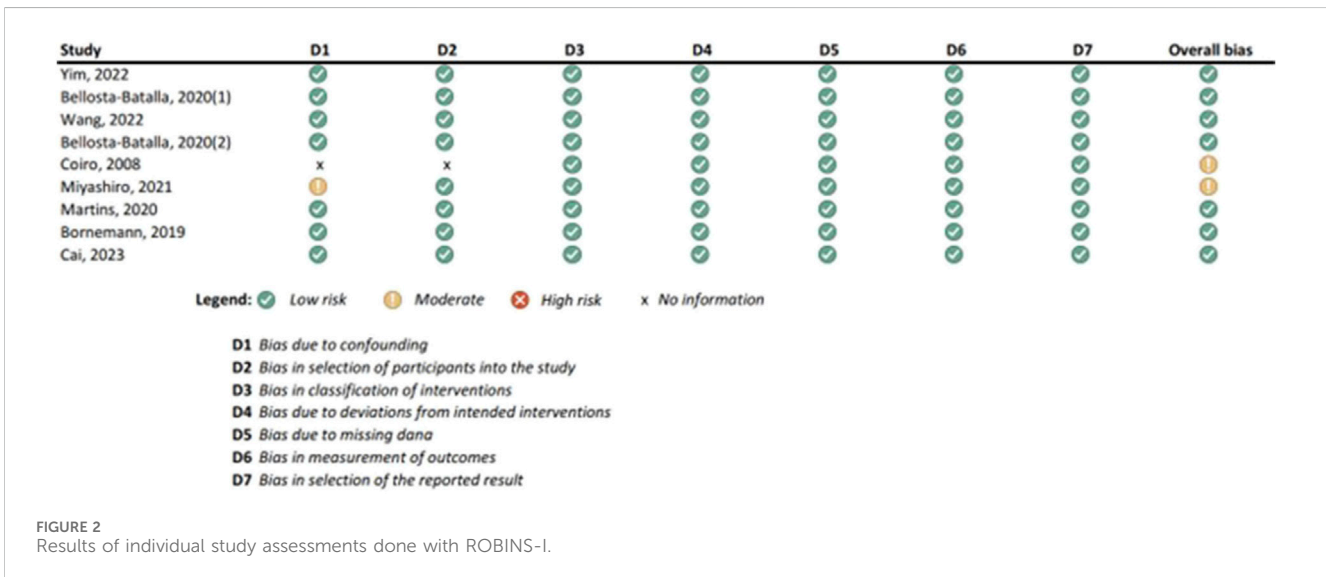 Study D1 D2 D3 D4 D5 D6 D7 Overall bias
Yim, 2022
Bellosta-Batalla, 2020(1)
Wang, 2022
Bellosta-Batalla, 2020(2)
Coiro, 2008 x x
Miyashiro, 2021
Martins, 2020
Bornemann, 2019
Cai, 2023
Legend: Low risk Moderate High risk x No information
D1 Bias due to confounding
D2 Bias in selection of participants into the study
D3 Bias in classification of interventions
D4 Bias due to deviations from intended interventions
D5 Bias due to missing dana
D6 Bias in measurement of outcomes
D7 Bias in selection of the reported result
FIGURE 2
Results of individual study assessments done with ROBINS-I.